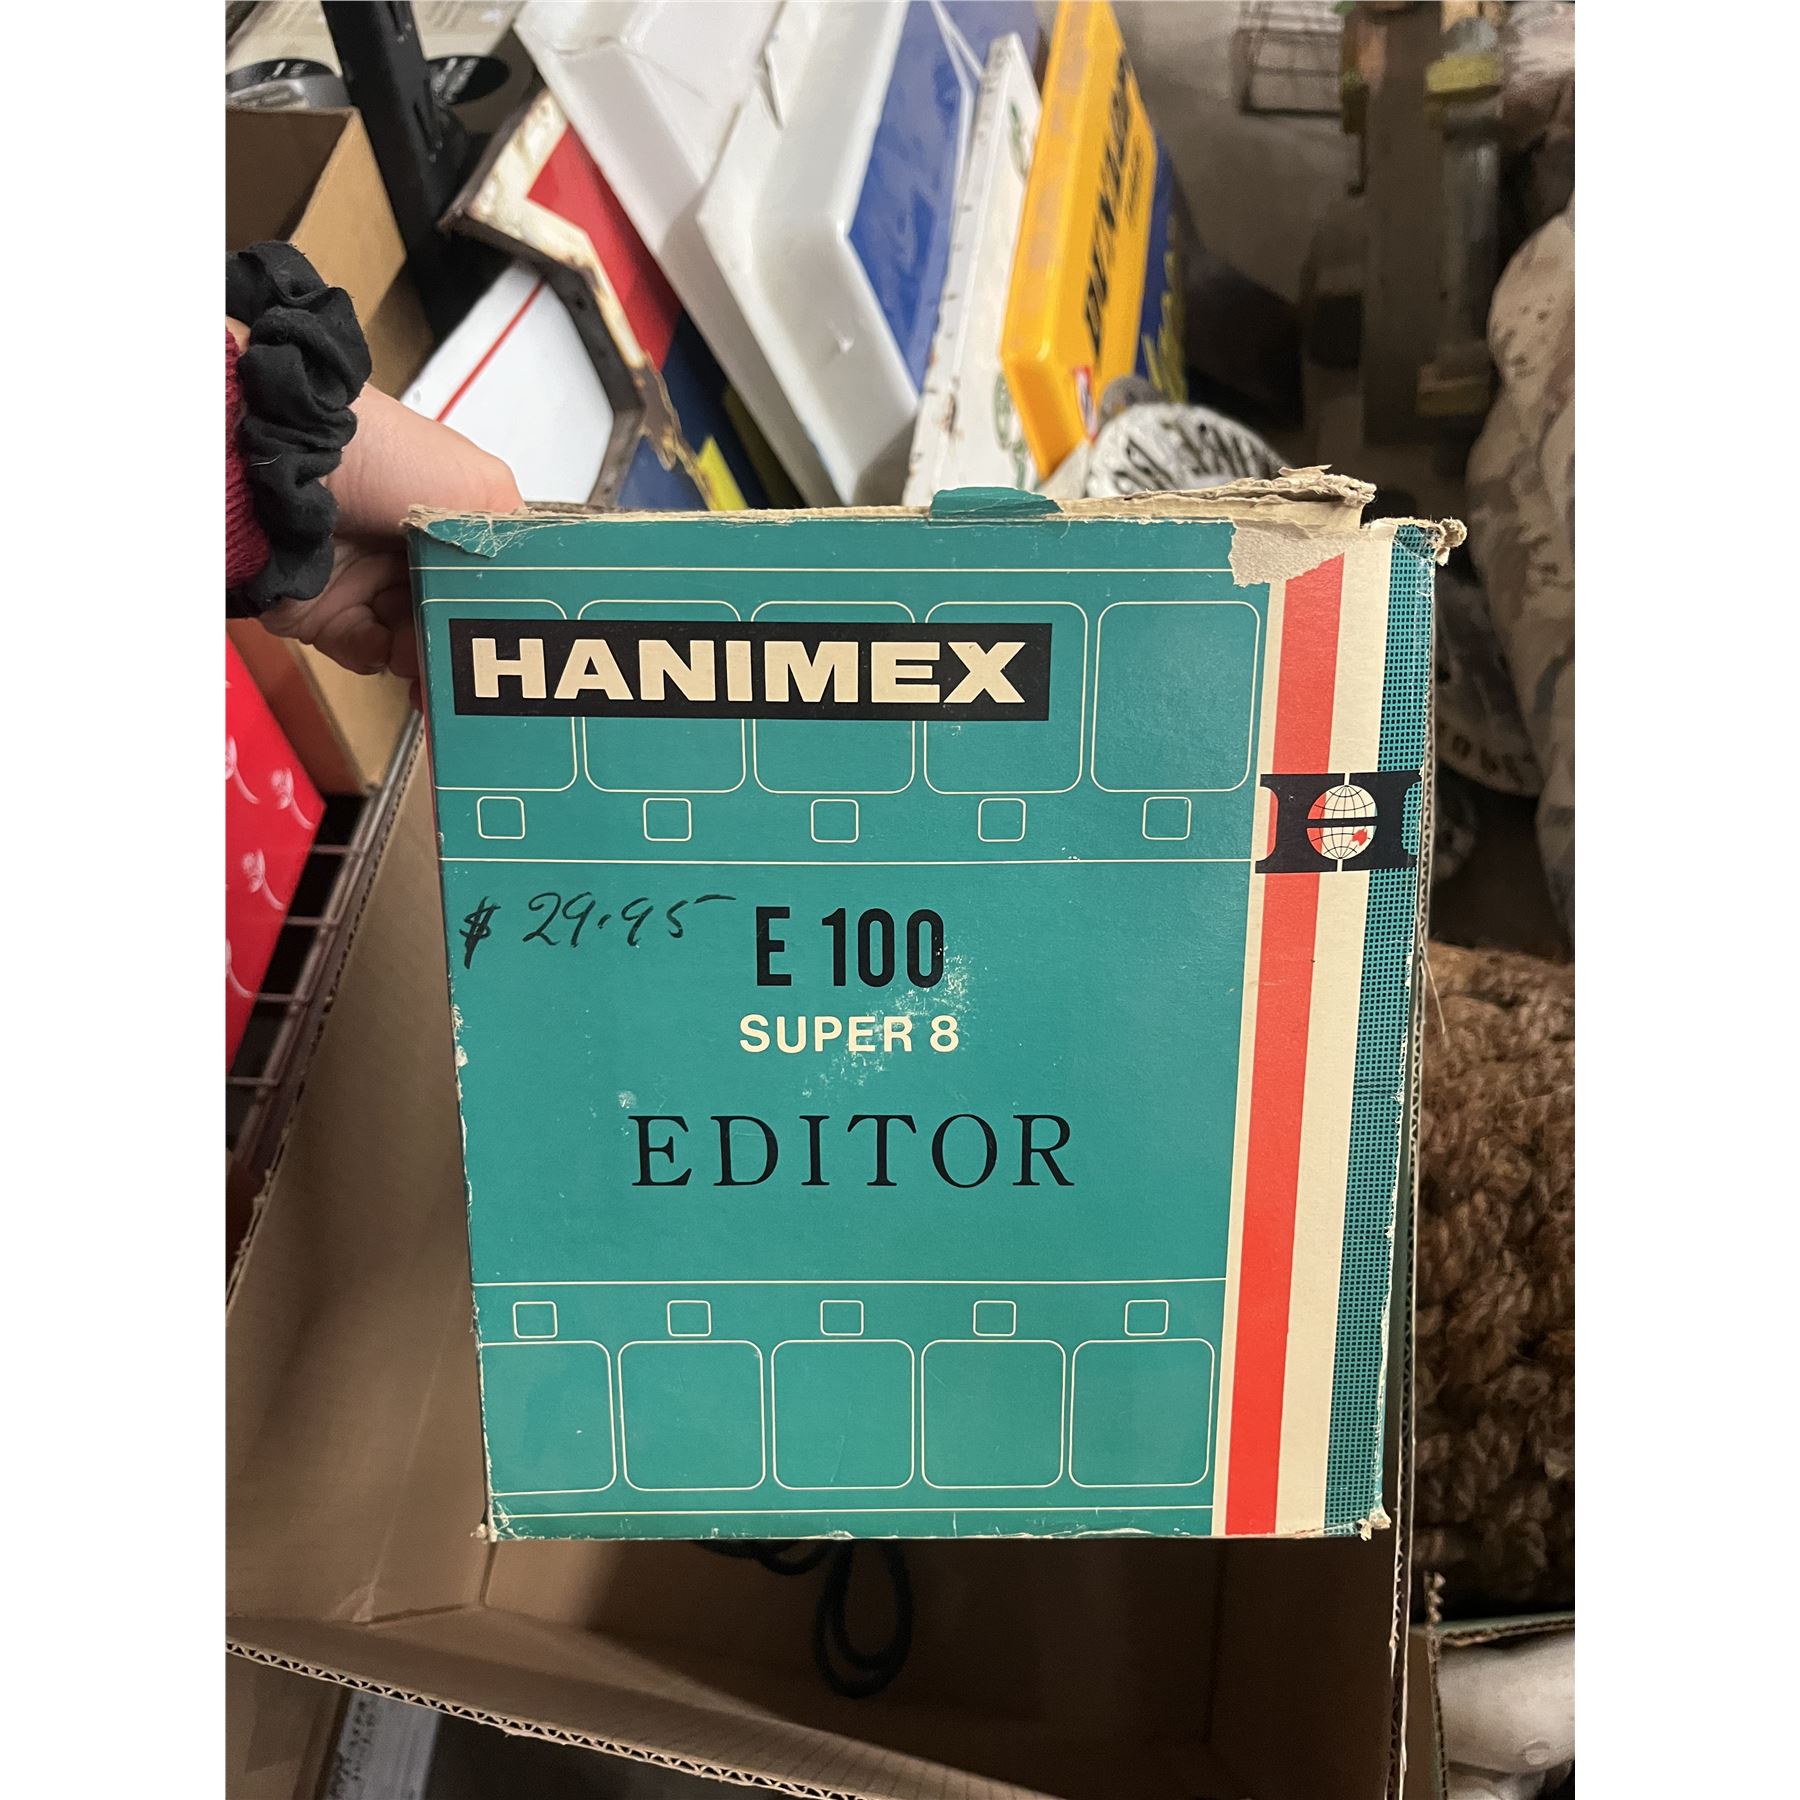 HANIMEX
H
$ 29.95
E 100
SUPER 8
EDITOR